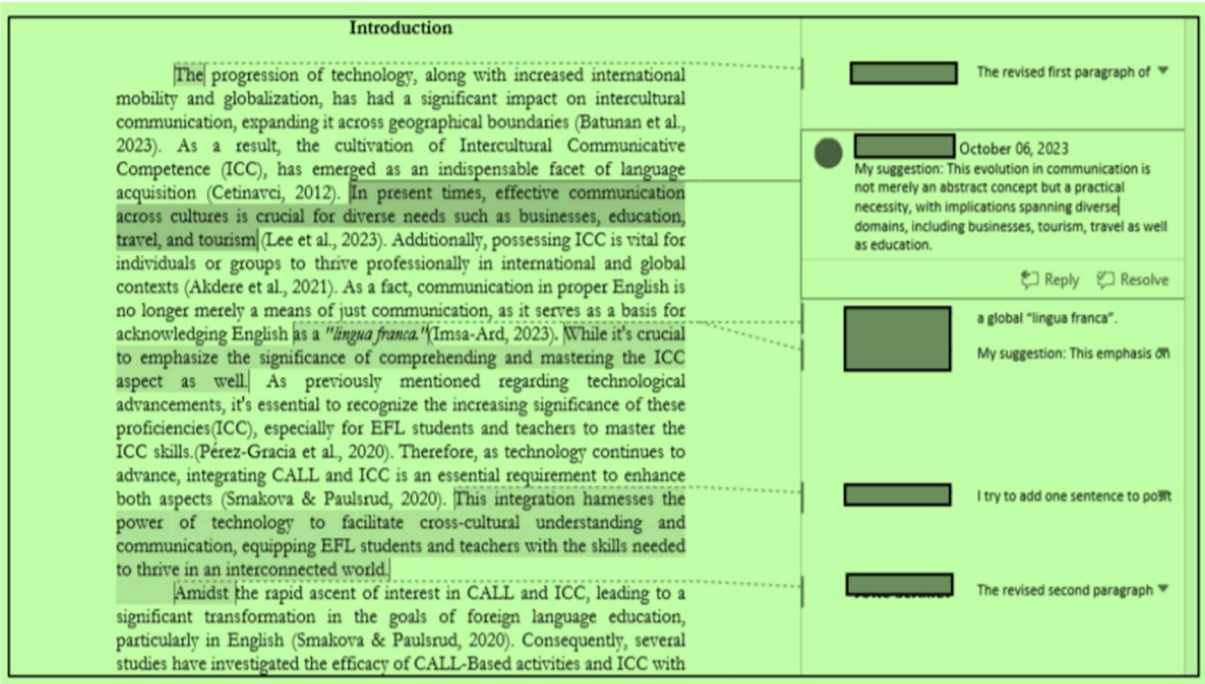 Introduction
The progression of technology, along with increased international
mobility and globalization, has had a significant impact on intercultural
communication, expanding it across geographical boundaries (Batunan et al.,
2023). As a result, the cultivation of Intercultural Communicative
Competence (ICC), has emerged as an indispensable facet of language
acquisition (Cetinavci, 2012). In present times, effective communication
across cultures is crucial for diverse needs such as businesses, education,
travel, and tourism (Lee et al., 2023). Additionally, possessing ICC is vital for
individuals or groups to thrive professionally in international and global
contexts (Akdere et al., 2021). As a fact, communication in proper English is
no longer merely a means of just communication, as it serves as a basis for
acknowledging English as a "lingua franca."(Imsa-Ard, 2023). While it's crucial
to emphasize the significance of comprehending and mastering the ICC
aspect as well. As previously mentioned regarding technological
advancements, it's essential to recognize the increasing significance of these
proficiencies(ICC), especially for EFL students and teachers to master the
ICC skills.(Pérez-Gracia et al., 2020). Therefore, as technology continues to
advance, integrating CALL and ICC is an essential requirement to enhance
both aspects (Smakova & Paulsrud, 2020). This integration harnesses the
power of technology to facilitate cross-cultural understanding and
communication, equipping EFL students and teachers with the skills needed
to thrive in an interconnected world.
Amidst the rapid ascent of interest in CALL and ICC, leading to a
significant transformation in the goals of foreign language education,
particularly in English (Smakova & Paulsrud, 2020). Consequently, several
studies have investigated the efficacy of CALL-Based activities and ICC with
The revised first paragraph of
October 06, 2023
My suggestion: This evolution in communication is
not merely an abstract concept but a practical
necessity, with implications spanning diverse
domains, including businesses, tourism, travel as well
as education.
Reply Resolve
a global "lingua franca".
My suggestion: This emphasis on
I try to add one sentence to
The revised second paragraph